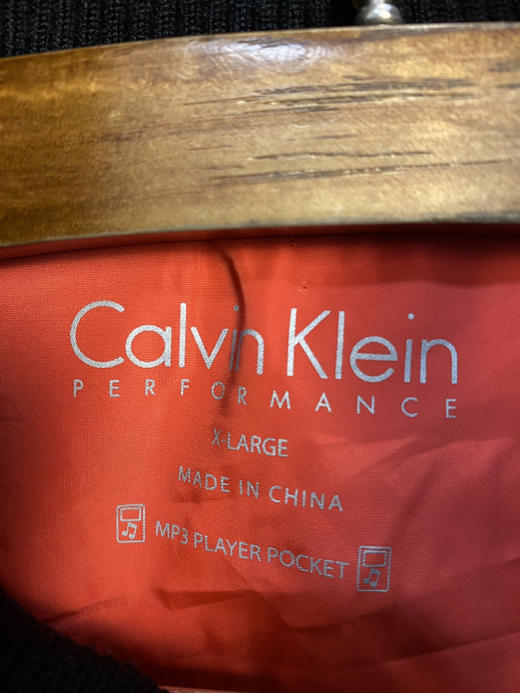 Calvin Klein
PERFORMANCE
X-LARGE
MADE IN CHINA
MP3 PLAYER POCKET